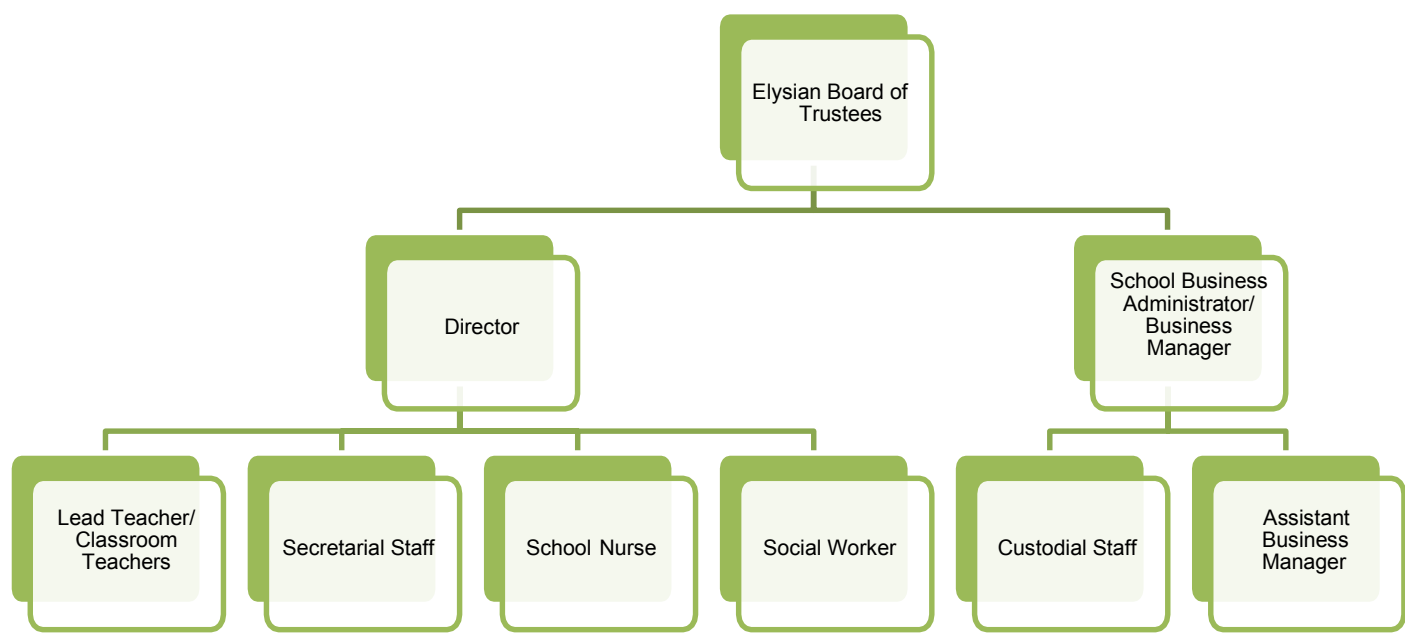 Elysian Board of
Trustees
Director
School Business
Administrator/
Business
Manager
Lead Teacher/
Classroom
Teachers
Secretarial Staff
School Nurse
Social Worker
Custodial Staff
Assistant
Business
Manager